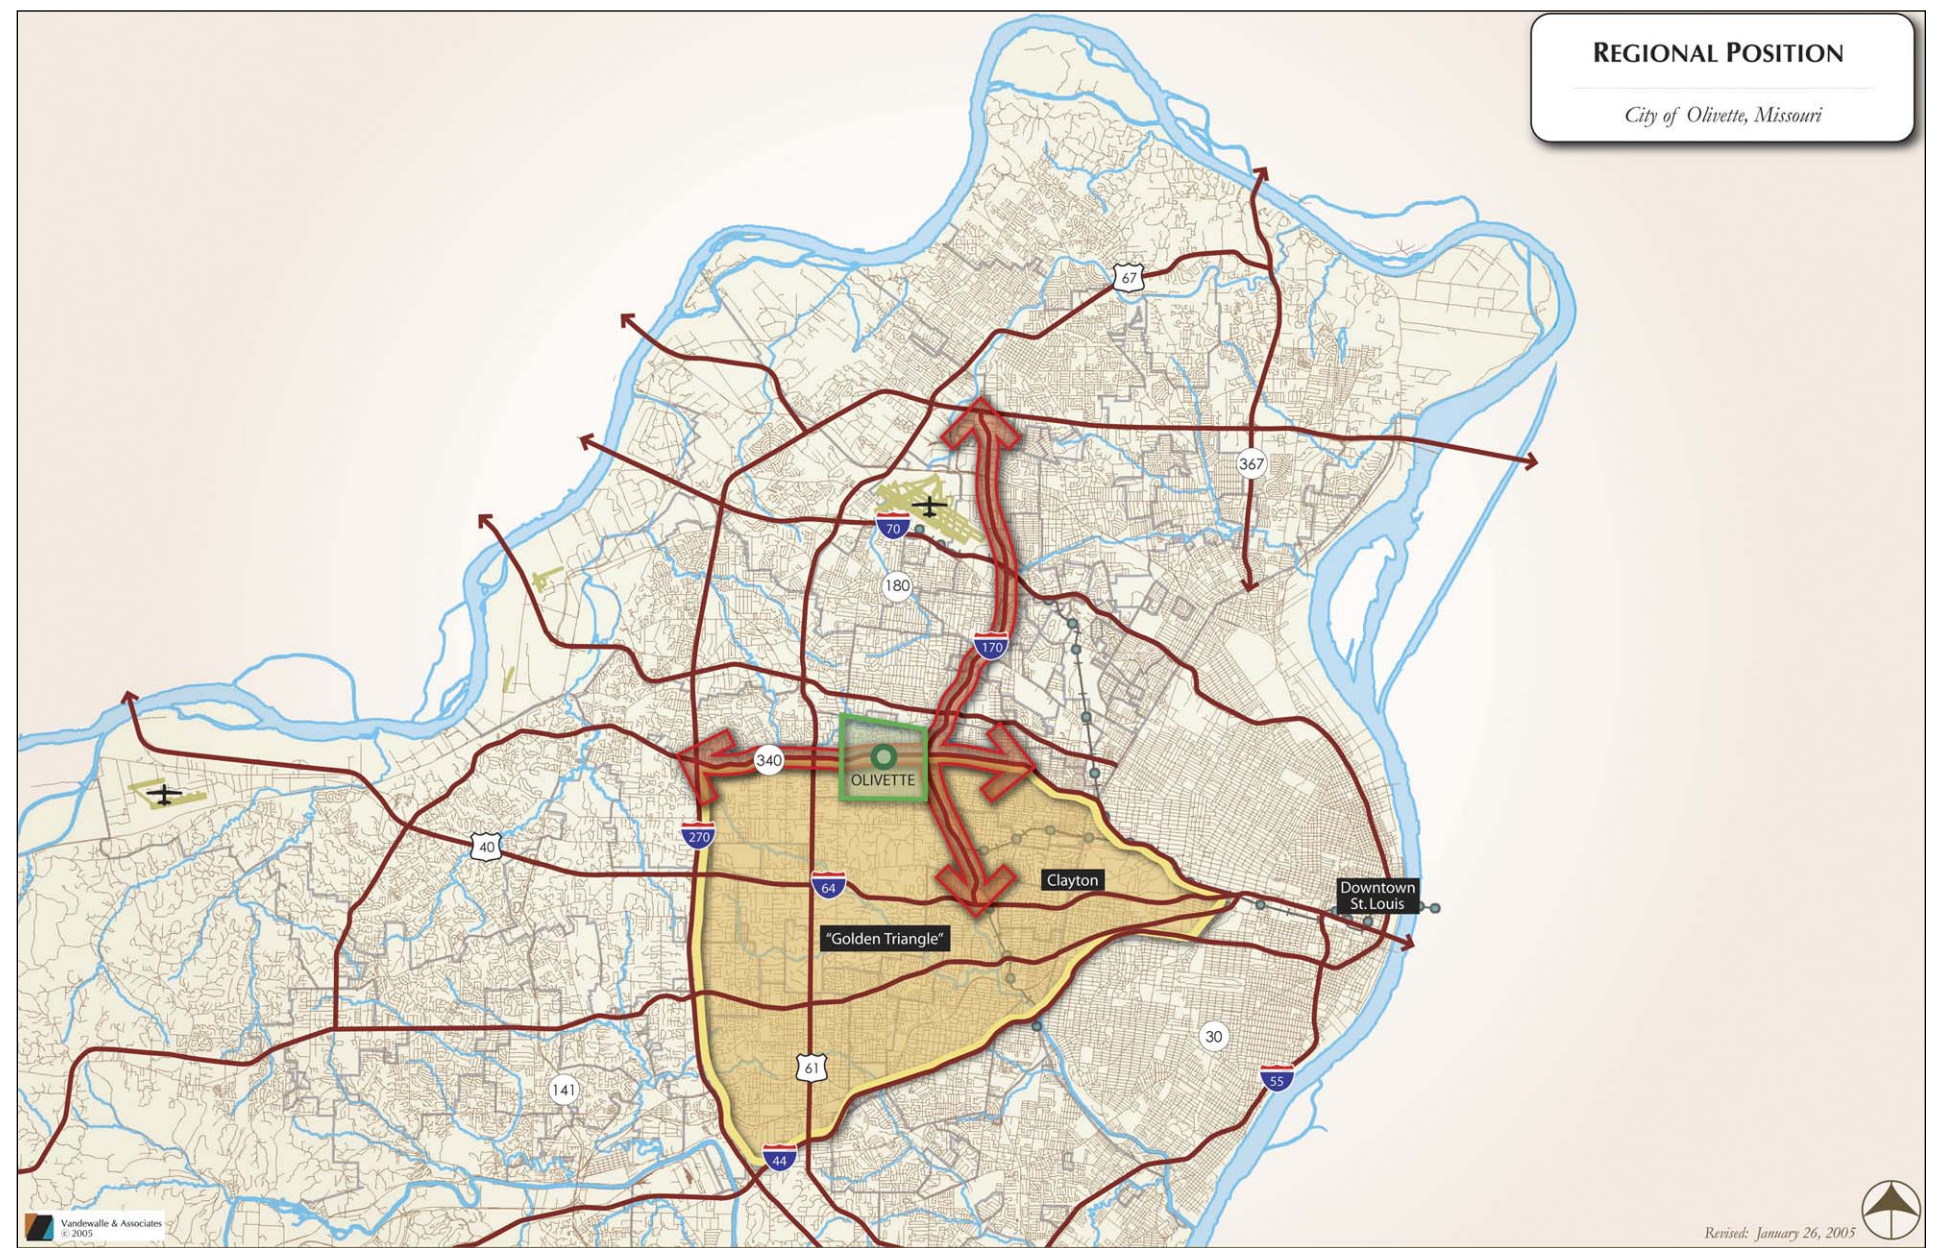 REGIONAL POSITION
City of Olivette, Missouri
67
367
70
180
170
340
OLIVETTE
270
40
64
Clayton
Downtown
St. Louis
"Golden Triangle"
30
61
55
141
44
Vandewalle & Associates
© 2005
Revised: January 26, 2005